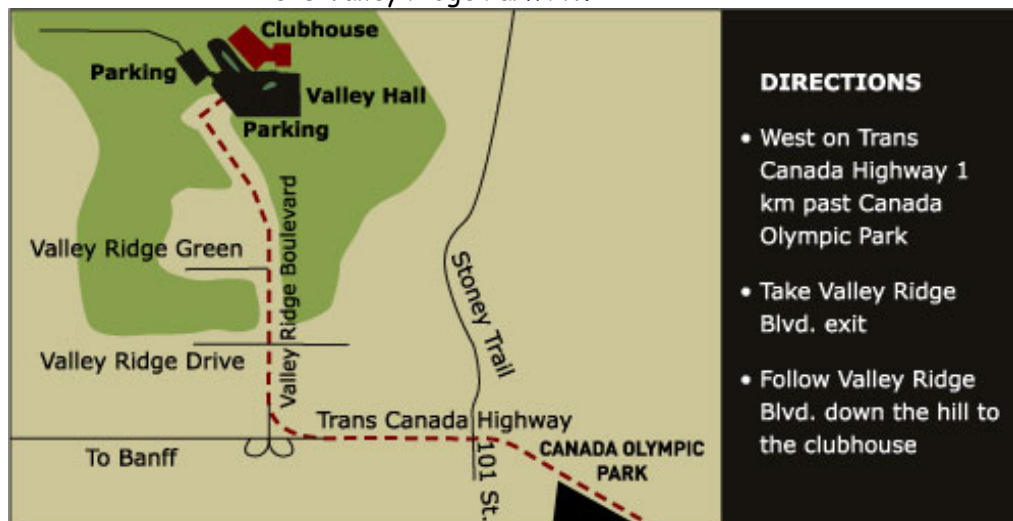 Clubhouse
Parking
Valley Hall
Parking
Valley Ridge Green
Valley Ridge Boulevard
Stoney Trail
Valley Ridge Drive
Trans Canada Highway
To Banff
101 St.
CANADA OLYMPIC
PARK
DIRECTIONS
• West on Trans
Canada Highway 1
km past Canada
Olympic Park
• Take Valley Ridge
Blvd. exit
• Follow Valley Ridge
Blvd. down the hill to
the clubhouse